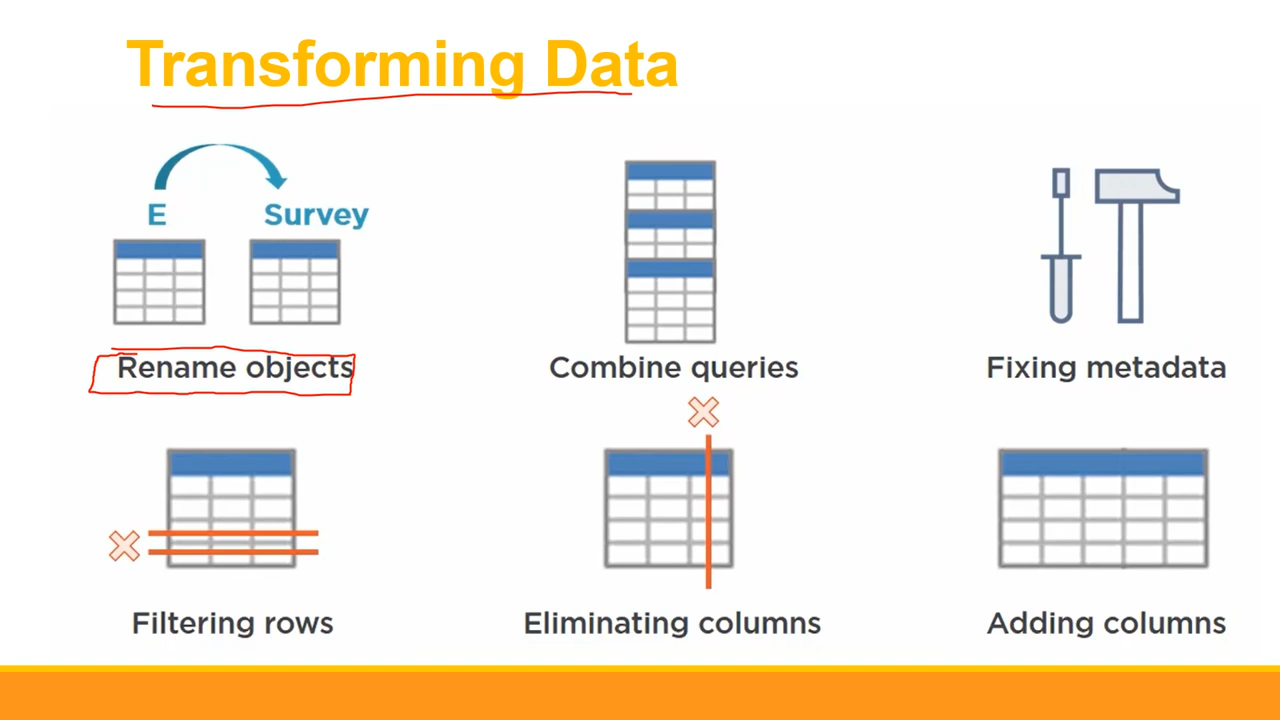 Transforming Data
E
Survey
Rename objects
Combine queries
Fixing metadata
Filtering rows
Eliminating columns
Adding columns